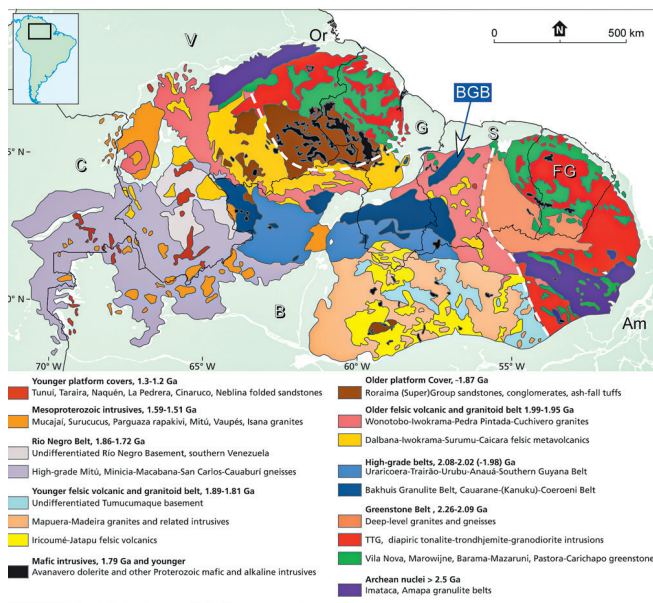 V
Or
0
N
500 km
BGB
G
S
5°N
C
FG
0°N
B
Am
70° W
65°
60°
55°
Younger platform covers, 1.3-1.2 Ga
Tunuí, Taraira, Naquén, La Pedrera, Cinaruco, Neblina folded sandstones
Mesoproterozoic intrusives, 1.59-1.51 Ga
Mucajaí, Surucucus, Parguaza rapakivi, Mitú, Vaupés, Isana granites
Rio Negro Belt, 1.86-1.72 Ga
Undifferentiated Rio Negro Basement, southern Venezuela
High-grade Mitú, Minicia-Macabana-San Carlos-Cauaburí gneisses
Younger felsic volcanic and granitoid belt, 1.89-1.81 Ga
Undifferentiated Tumucumaque basement
Mapuera-Madeira granites and related intrusives
Iricoumé-Jatapu felsic volcanics
Mafic intrusives, 1.79 Ga and younger
Avanavero dolerite and other Proterozoic mafic and alkaline intrusives
Older platform Cover, -1.87 Ga
Roraima (Super)Group sandstones, conglomerates, ash-fall tuffs
Older felsic volcanic and granitoid belt 1.99-1.95 Ga
Wonotobo-Iwokrama-Pedra Pintada-Cuchivero granites
Dalbana-Iwokrama-Surumu-Caicara felsic metavolcanics
High-grade belts, 2.08-2.02 (-1.98) Ga
Uraricoera-Trairão-Urubu-Anauá-Southern Guyana Belt
Bakhuis Granulite Belt, Cauarane-(Kanuku)-Coeroeni Belt
Greenstone Belt , 2.26-2.09 Ga
Deep-level granites and gneisses
TTG, diapiric tonalite-trondhjemite-granodiorite intrusions
Vila Nova, Marowijne, Barama-Mazaruni, Pastora-Carichapo greenstone
Archean nuclei > 2.5 Ga
Imataca, Amapa granulite belts